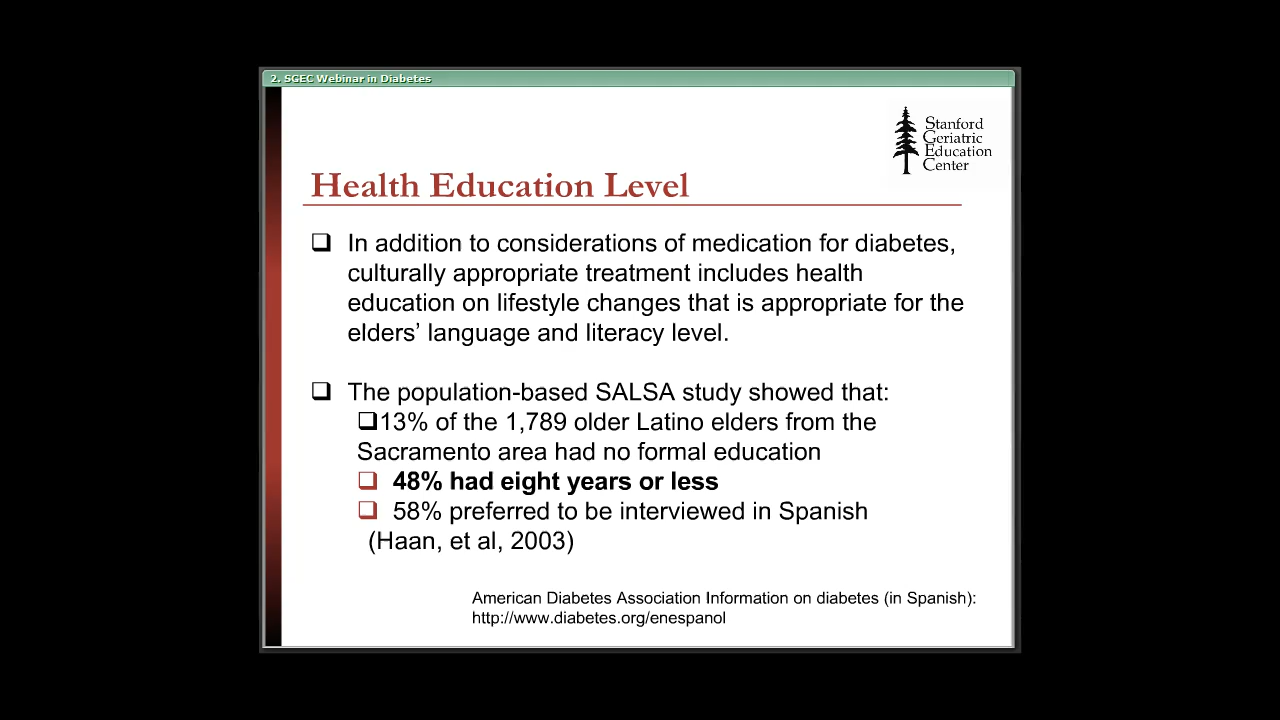 2. SGEC Webinar in Diabetes
Stanford
Geriatric
Education
Center
Health Education Level
❑ In addition to considerations of medication for diabetes,
culturally appropriate treatment includes health
education on lifestyle changes that is appropriate for the
elders’ language and literacy level.
❑ The population-based SALSA study showed that:
❑13% of the 1,789 older Latino elders from the
Sacramento area had no formal education
❑ 48% had eight years or less
❑ 58% preferred to be interviewed in Spanish
(Haan, et al, 2003)
American Diabetes Association Information on diabetes (in Spanish):
http://www.diabetes.org/enespanol